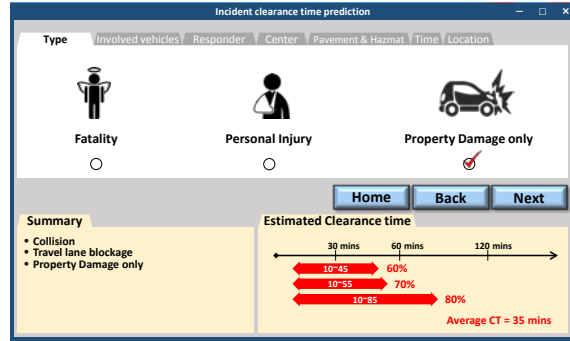 Incident clearance time prediction
Type Involved vehicles Responder Center Pavement & Hazmat Time Location
Fatality Personal Injury Property Damage only
Home Back Next
Summary
• Collision
• Travel lane blockage
• Property Damage only
Estimated Clearance time
30 mins 60 mins 120 mins
10~45 60%
10~55 70%
10~85 80%
Average CT = 35 mins